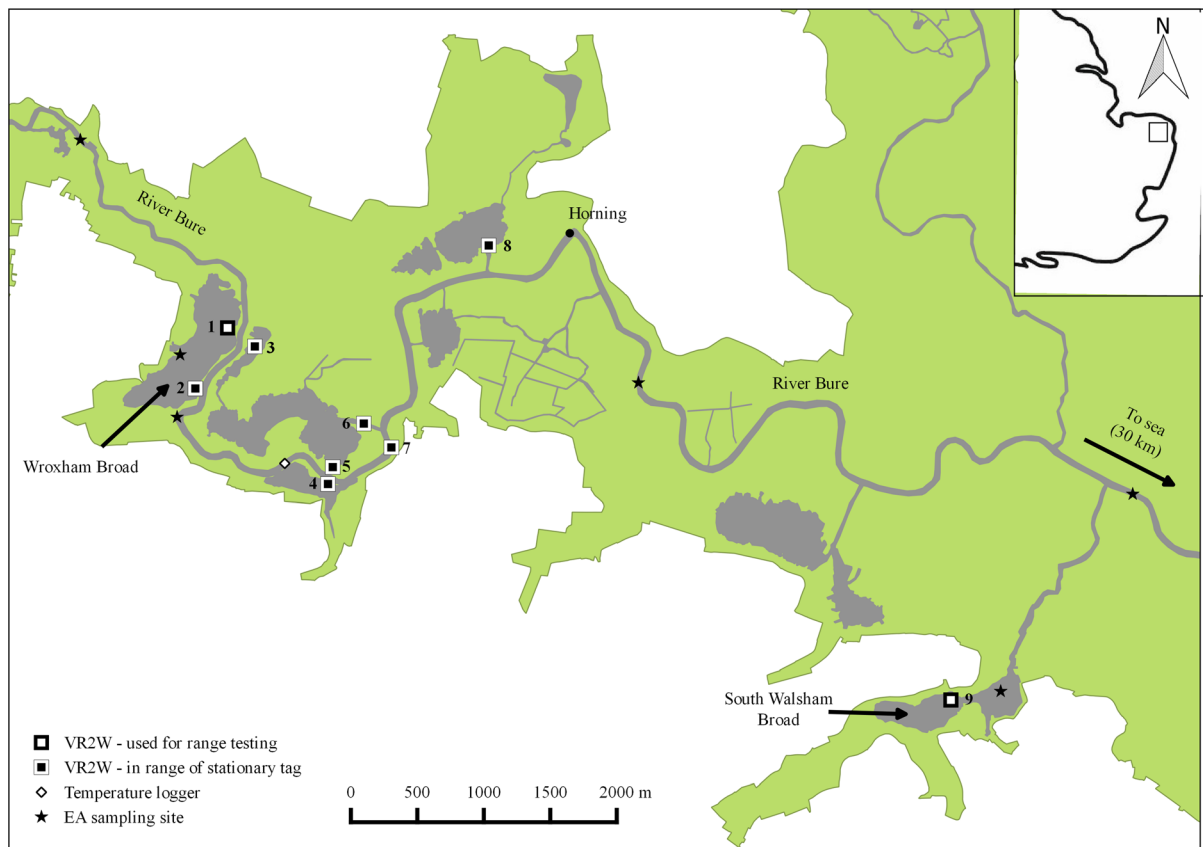 N
River Bure
Horning
8
1
3
2
River Bure
6
7
To sea
(30 km)
Wroxham Broad
5
4
South Walsham
Broad
9
VR2W - used for range testing
VR2W - in range of stationary tag
Temperature logger
EA sampling site
0 500 1000 1500 2000 m